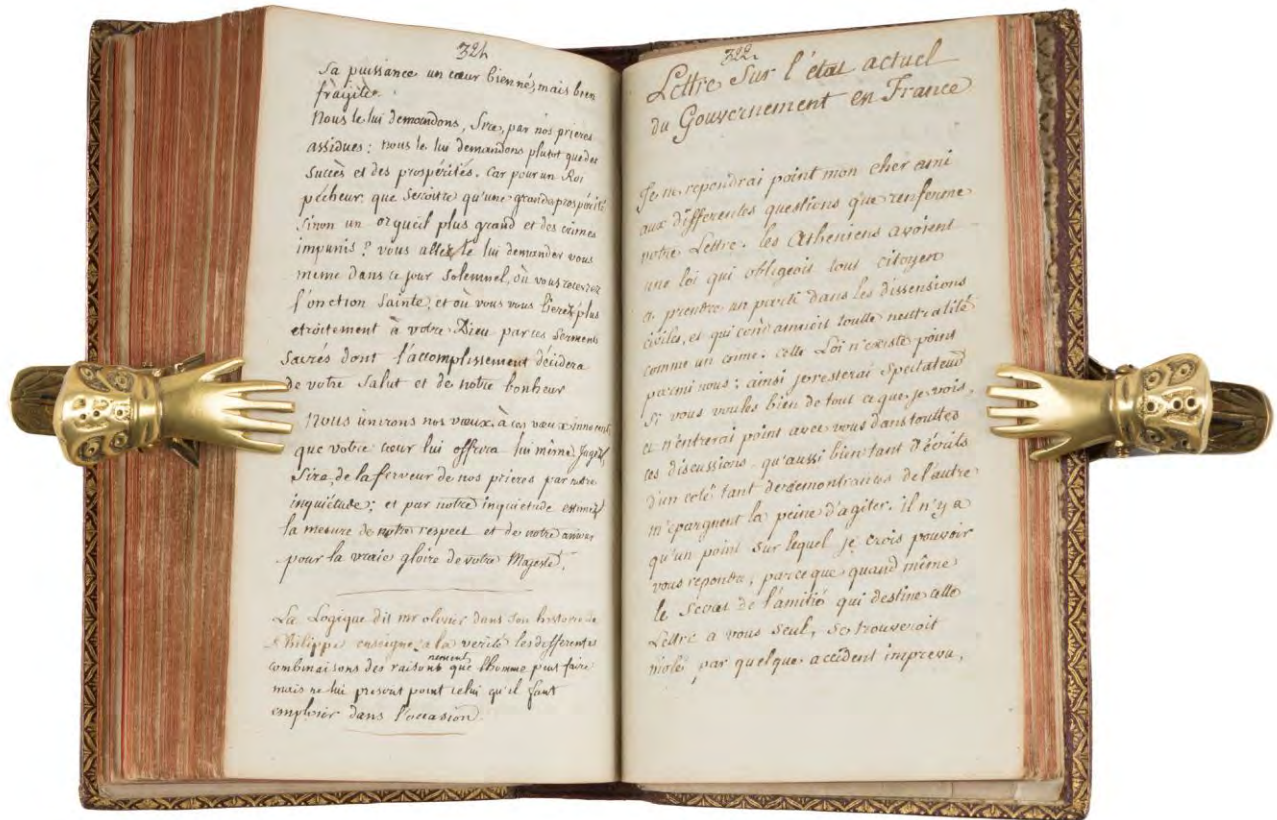 321.
sa puissance un cœur bien né, mais bien
fragile.
Nous le lui demandons, Sire, par nos prieres
assidues : nous le lui demandons plutot que des
succès et des prospérités. Car pour un Roi
pécheur, que seroitce qu'une grande prospérité
sinon un orgueil plus grand et des crimes
impunis ? vous allez le lui demander vous
meme dans ce jour solemnel, où vous recevrez
l'onction sainte, et où vous vous lierez plus
etroitement à votre Dieu par ces serments
sacrés dont l'accomplissement décidera
de votre salut et de notre bonheur
Nous unirons nos vœux à ces vœux innocents
que votre cœur lui offrira lui même. Jugez,
Sire, de la ferveur de nos prieres par notre
inquiétude ; et par notre inquietude estimez
la mesure de notre respect et de notre amour
pour la vraie gloire de votre Majesté.
La Logique dit mr olivier dans son histoire de
Philippe enseigne a la verité les differentes
combinaisons des raisonnement que l'homme peut faire
mais ne lui prescrit point celui qu'il faut
emploier dans l'occasion.
322.
Lettre Sur l'état actuel
du Gouvernement en France
Je ne repondrai point mon cher ami
aux differentes questions que renferme
votre Lettre. les Atheniens avoient
une loi qui obligeoit tout citoyen
a prendre un parti dans les dissensions
civiles, et qui condamnoit toutte neutralité
comme un crime. cette Loi n'existe point
parmi nous : ainsi je resterai Spectateur
si vous voulés bien de tout ce que je vois,
et n'entrerai point avec vous dans touttes
ces discussions qu'aussi bien tant d'écrits
d'un coté tant de remontrances de l'autre
m'epargnent la peine d'agiter. il n'y a
qu'un point sur lequel je crois pouvoir
vous repondre, parceque quand même
le secret de l'amitié qui destine cette
Lettre a vous seul, se trouveroit
violé, par quelque accident imprevu,